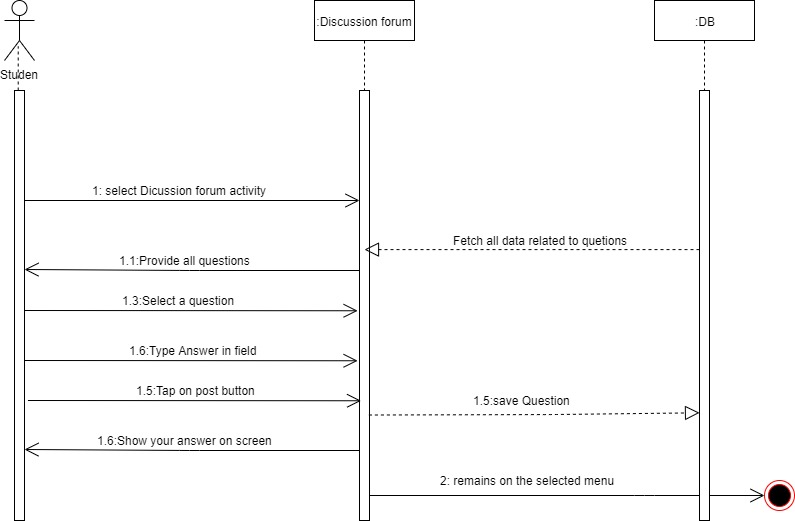 :Discussion forum
:DB
Studen
1: select Dicussion forum activity
Fetch all data related to quetions
1.1:Provide all questions
1.3:Select a question
1.6:Type Answer in field
1.5:Tap on post button
1.5:save Question
1.6:Show your answer on screen
2: remains on the selected menu